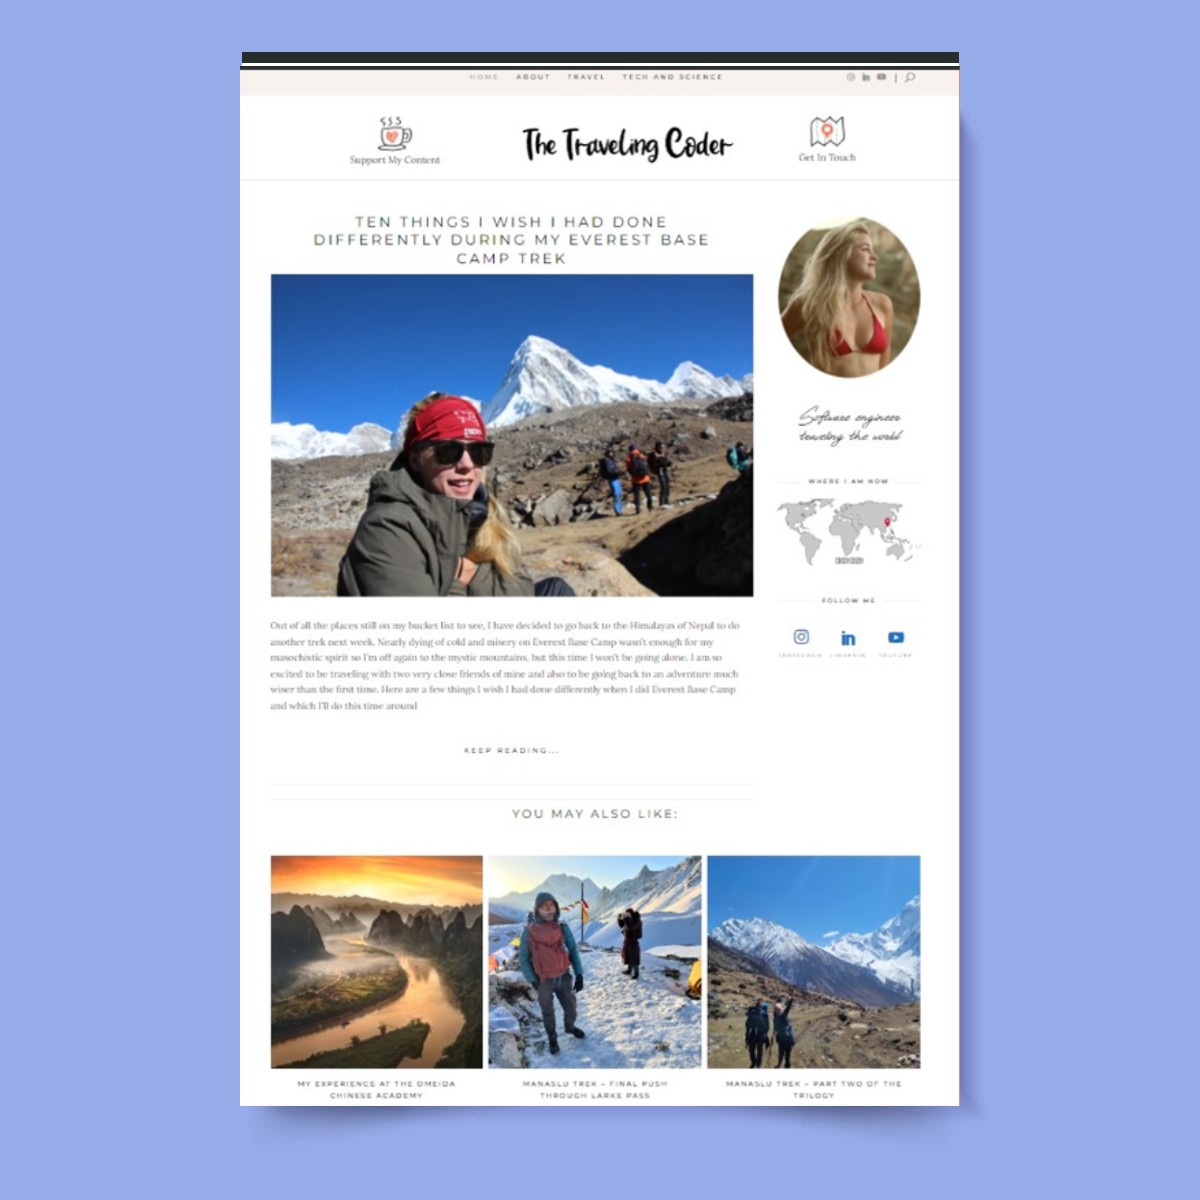 HOME ABOUT TRAVEL TECH AND SCIENCE
Support My Content
The Traveling Coder
Get In Touch
TEN THINGS I WISH I HAD DONE
DIFFERENTLY DURING MY EVEREST BASE
CAMP TREK
Software engineer
traveling the world
WHERE I AM NOW
FOLLOW ME
INSTAGRAM LINKEDIN YOUTUBE
Out of all the places still on my bucket list to see, I have decided to go back to the Himalayas of Nepal to do
another trek next week. Nearly dying of cold and misery on Everest Base Camp wasn't enough for my
masochistic spirit so I'm off again to the mystic mountains, but this time I won't be going alone. I am so
excited to be traveling with two very close friends of mine and also to be going back to an adventure much
wiser than the first time. Here are a few things I wish I had done differently when I did Everest Base Camp
and which I'll do this time around
KEEP READING...
YOU MAY ALSO LIKE:
MY EXPERIENCE AT THE OMEIDA
CHINESE ACADEMY
MANASLU TREK – FINAL PUSH
THROUGH LARKE PASS
MANASLU TREK – PART TWO OF THE
TRILOGY